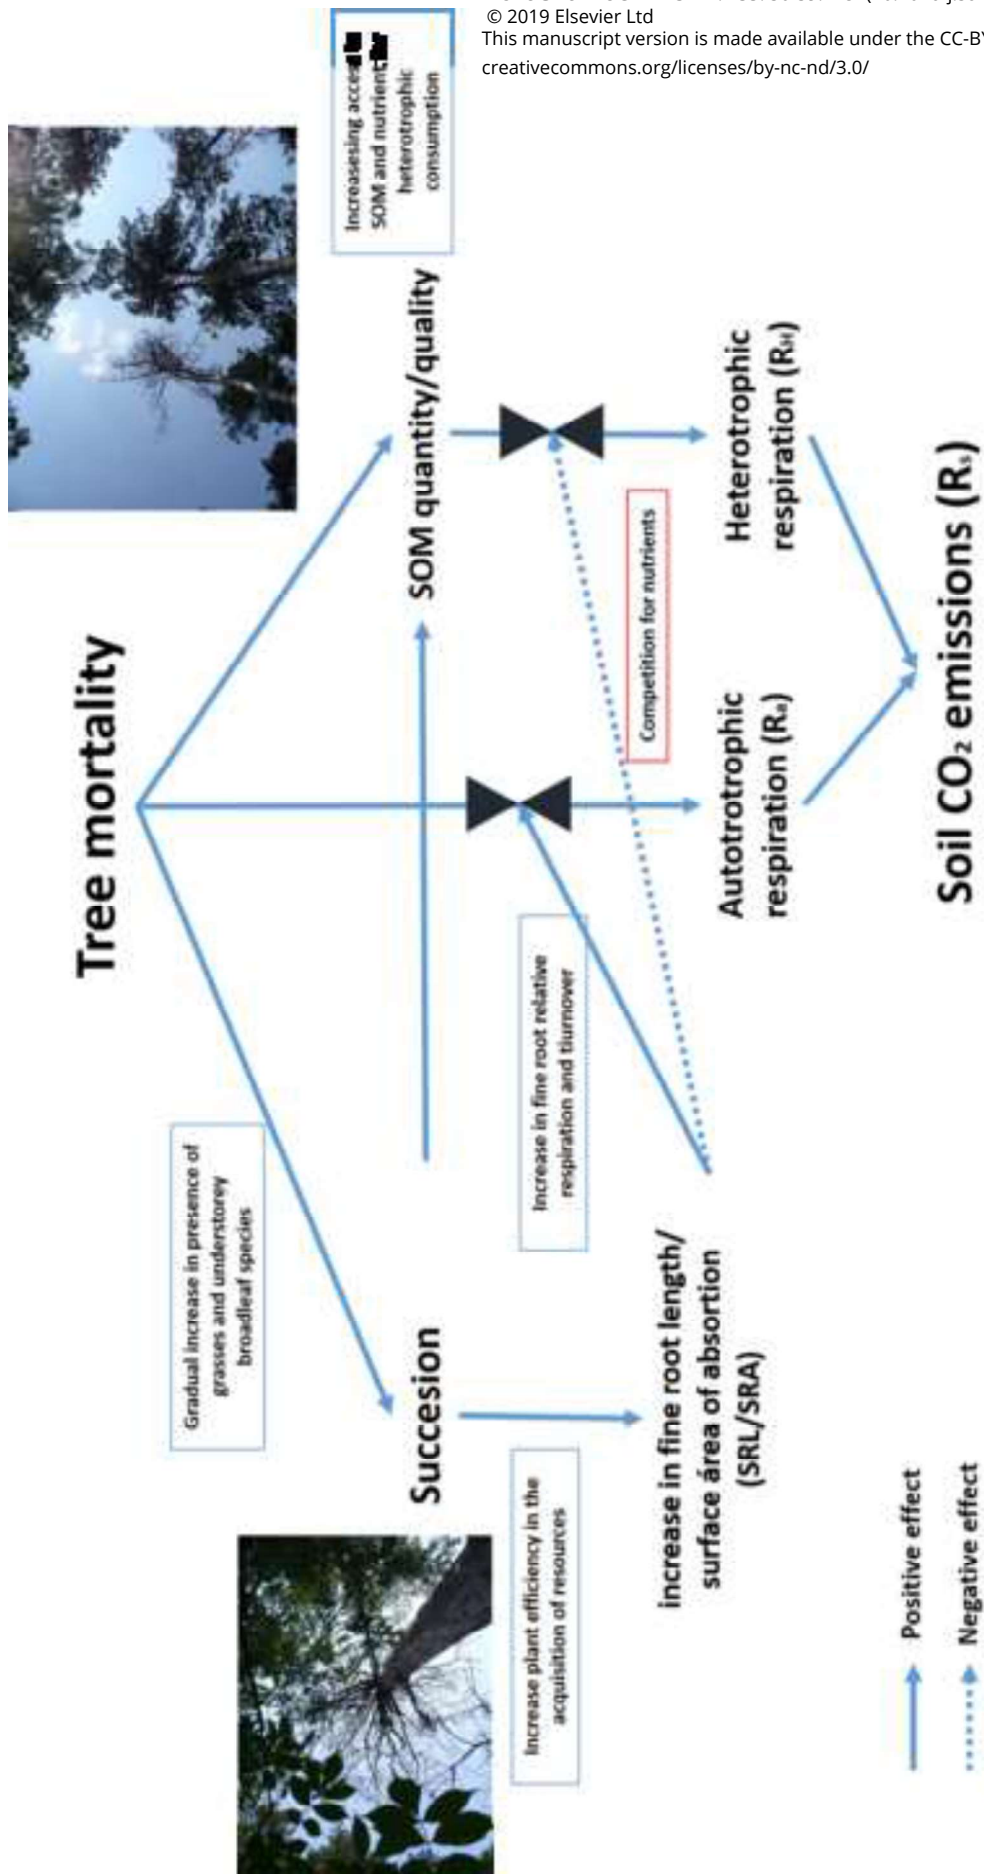 © 2019 Elsevier Ltd
This manuscript version is made available under the CC-BY
creativecommons.org/licenses/by-nc-nd/3.0/
Tree mortality
Gradual increase in presence of
grasses and understorey
broadleaf species
Increasesing acces
SOM and nutrient
heterotrophic
consumption
Succesion
SOM quantity/quality
Increase plant efficiency in the
acquisition of resources
Increase in fine root relative
respiration and tiurnover
Competition for nutrients
increase in fine root length/
surface área of absortion
(SRL/SRA)
Autotrophic
respiration (Ra)
Heterotrophic
respiration (RH)
Positive effect
Negative effect
Soil CO₂ emissions (Rs)